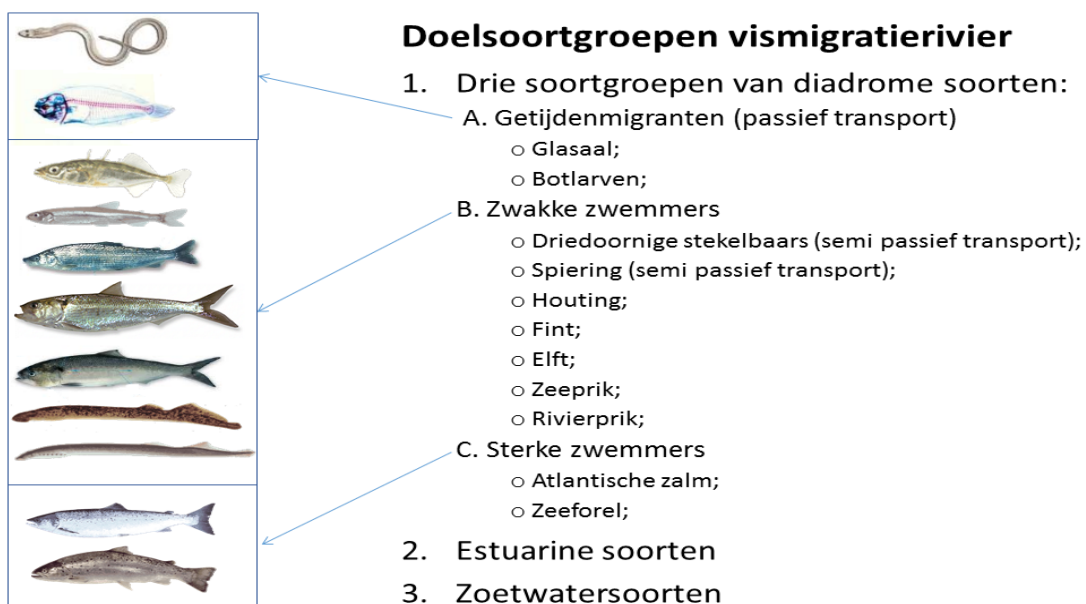 Doelsoortgroepen vismigratierivier
1. Drie soortgroepen van diadrome soorten:
A. Getijdenmigranten (passief transport)
o Glasaal;
o Botlarven;
B. Zwakke zwemmers
o Driedoornige stekelbaars (semi passief transport);
o Spiering (semi passief transport);
o Houting;
o Fint;
o Elft;
o Zeeprik;
o Rivierprik;
C. Sterke zwemmers
o Atlantische zalm;
o Zeeforel;
2. Estuarine soorten
3. Zoetwatersoorten